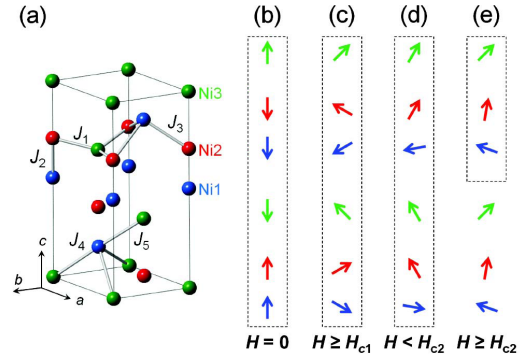 (a)
(b)
(c)
(d)
(e)
Ni3
J1
J3
J2
Ni2
Ni1
J4
J5
c
b
a
H = 0
H ≥ Hc1
H < Hc2
H ≥ Hc2